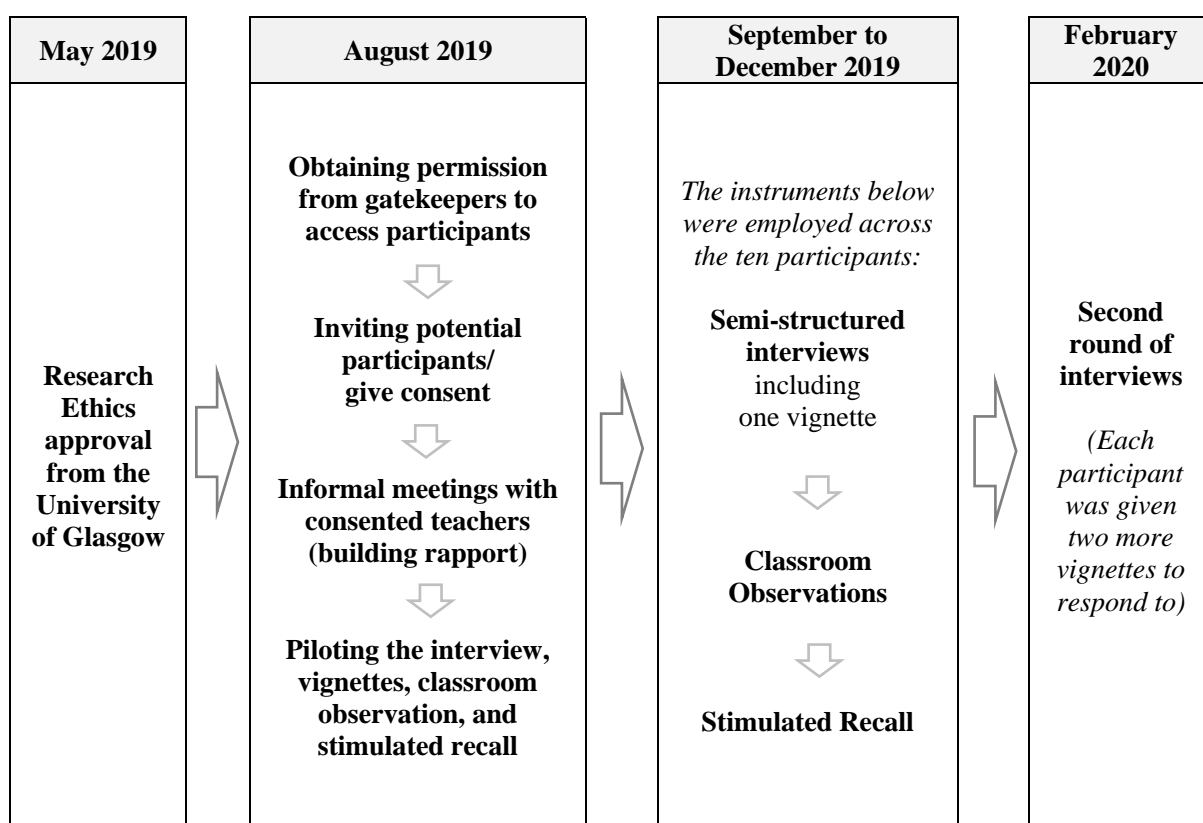 May 2019
Research
Ethics
approval
from the
University
of Glasgow
August 2019
Obtaining permission
from gatekeepers to
access participants
Inviting potential
participants/
give consent
Informal meetings with
consented teachers
(building rapport)
Piloting the interview,
vignettes, classroom
observation, and
stimulated recall
September to
December 2019
The instruments below
were employed across
the ten participants:
Semi-structured
interviews
including
one vignette
Classroom
Observations
Stimulated Recall
February
2020
Second
round of
interviews
(Each
participant
was given
two more
vignettes to
respond to)